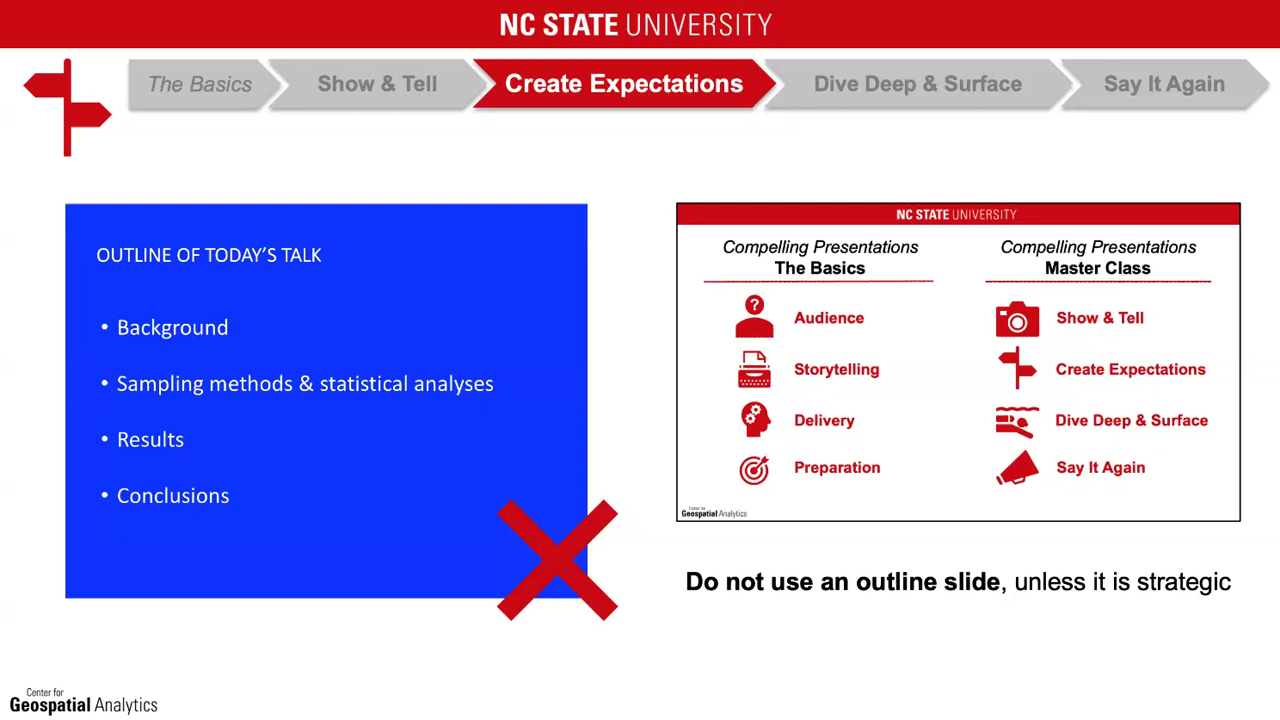 NC STATE UNIVERSITY
The Basics
Show & Tell
Create Expectations
Dive Deep & Surface
Say It Again
OUTLINE OF TODAY'S TALK
• Background
• Sampling methods & statistical analyses
• Results
• Conclusions
NC STATE UNIVERSITY
Compelling Presentations
The Basics
?
Audience
Storytelling
Delivery
Preparation
Compelling Presentations
Master Class
Show & Tell
Create Expectations
Dive Deep & Surface
Say It Again
Center for
Geospatial Analytics
Do not use an outline slide, unless it is strategic
Center for
Geospatial Analytics